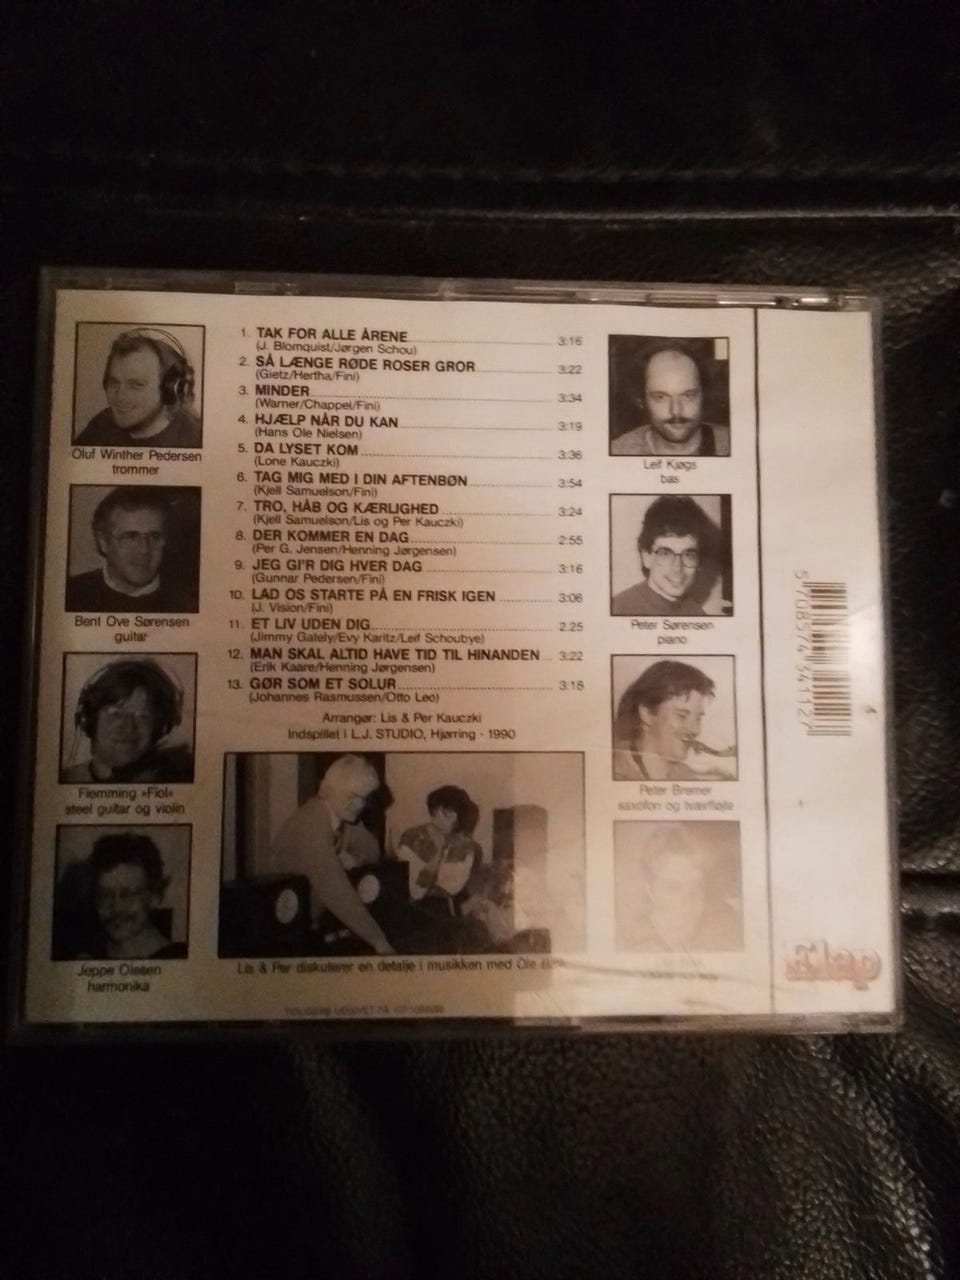 1. TAK FOR ALLE ÅRENE 3:16
(J. Blomquist/Jørgen Schou)
2. SÅ LÆNGE RØDE ROSER GROR 3:22
(Gietz/Hertha/Fini)
3. MINDER 3:34
(Warner/Chappel/Fini)
4. HJÆLP NÅR DU KAN 3:19
(Hans Ole Nielsen)
5. DA LYSET KOM 3:36
(Lone Kauczki)
6. TAG MIG MED I DIN AFTENBØN 3:54
(Kjell Samuelson/Fini)
7. TRO, HÅB OG KÆRLIGHED 3:24
(Kjell Samuelson/Lis og Per Kauczki)
8. DER KOMMER EN DAG 2:55
(Per G. Jensen/Henning Jørgensen)
9. JEG GI'R DIG HVER DAG 3:16
(Gunnar Pedersen/Fini)
10. LAD OS STARTE PÅ EN FRISK IGEN 3:06
(J. Vision/Fini)
11. ET LIV UDEN DIG 2:25
(Jimmy Gately/Evy Karitz/Leif Schoubye)
12. MAN SKAL ALTID HAVE TID TIL HINANDEN 3:22
(Erik Kaare/Henning Jørgensen)
13. GØR SOM ET SOLUR 3:18
(Johannes Rasmussen/Otto Leo)
Arrangør: Lis & Per Kauczki
Indspillet i L.J. STUDIO, Hjørring - 1990
Oluf Winther Pedersen
trommer
Bent Ove Sørensen
guitar
Flemming »Fiol«
steel guitar og violin
Jeppe Olesen
harmonika
Leif Kjøgs
bas
Peter Sørensen
piano
Peter Bremer
saxofon og tværfløjte
Lis & Per diskuterer en detalje i musikken med Ole
5 708574 341127